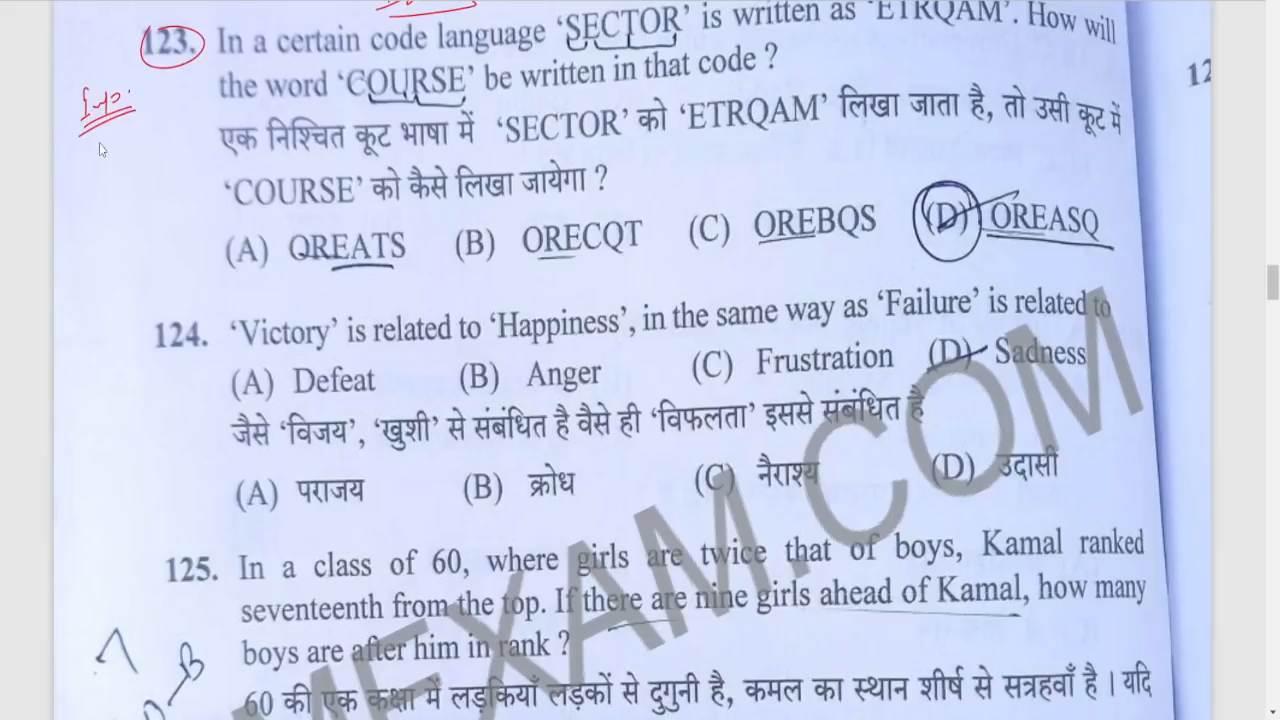 123. In a certain code language ‘SECTOR’ is written as ‘ETRQAM’. How will
the word ‘COURSE’ be written in that code ?
Imp.
एक निश्चित कूट भाषा में ‘SECTOR’ को ‘ETRQAM’ लिखा जाता है, तो उसी कूट में
‘COURSE’ को कैसे लिखा जायेगा ?
(A) QREATS (B) ORECQT (C) OREBQS (D) OREASQ
124. ‘Victory’ is related to ‘Happiness’, in the same way as ‘Failure’ is related to
(A) Defeat (B) Anger (C) Frustration (D) Sadness
जैसे ‘विजय’, ‘खुशी’ से संबंधित है वैसे ही ‘विफलता’ इससे संबंधित है
(A) पराजय (B) क्रोध (C) नैराश्य (D) उदासी
125. In a class of 60, where girls are twice that of boys, Kamal ranked
seventeenth from the top. If there are nine girls ahead of Kamal, how many
boys are after him in rank ?
60 की एक कक्षा में लड़कियाँ लड़कों से दुगुनी है, कमल का स्थान शीर्ष से सत्रहवाँ है । यदि
MEXAM.COM
12